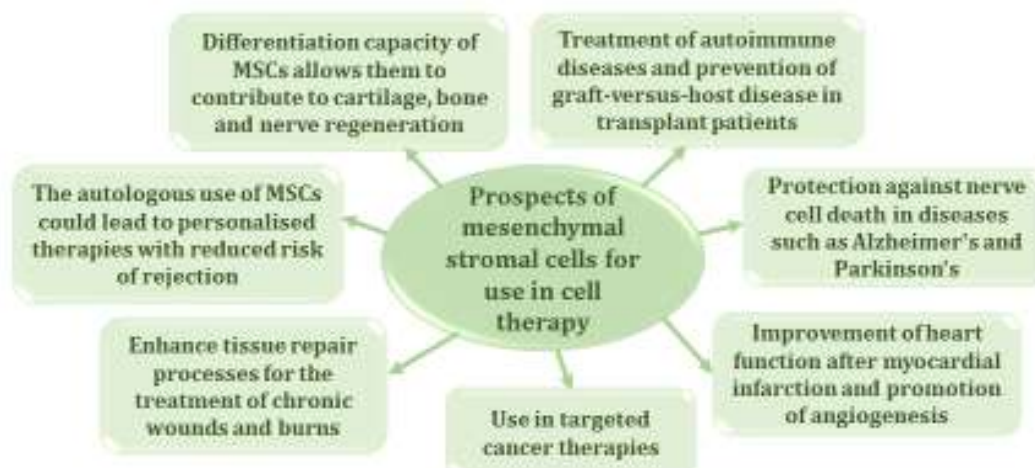 Differentiation capacity of
MSCs allows them to
contribute to cartilage, bone
and nerve regeneration
Treatment of autoimmune
diseases and prevention of
graft-versus-host disease in
transplant patients
The autologous use of MSCs
could lead to personalised
therapies with reduced risk
of rejection
Prospects of
mesenchymal
stromal cells for
use in cell
therapy
Protection against nerve
cell death in diseases
such as Alzheimer's and
Parkinson's
Enhance tissue repair
processes for the
treatment of chronic
wounds and burns
Use in targeted
cancer therapies
Improvement of heart
function after myocardial
infarction and promotion
of angiogenesis